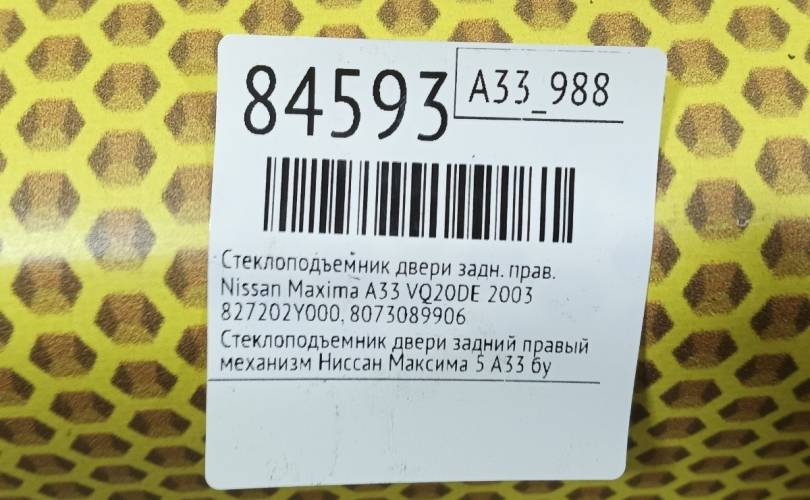 84593
A33_988
Стеклоподъемник двери задн. прав.
Nissan Maxima A33 VQ20DE 2003
827202Y000, 8073089906
Стеклоподъемник двери задний правый
механизм Ниссан Максима 5 А33 бу